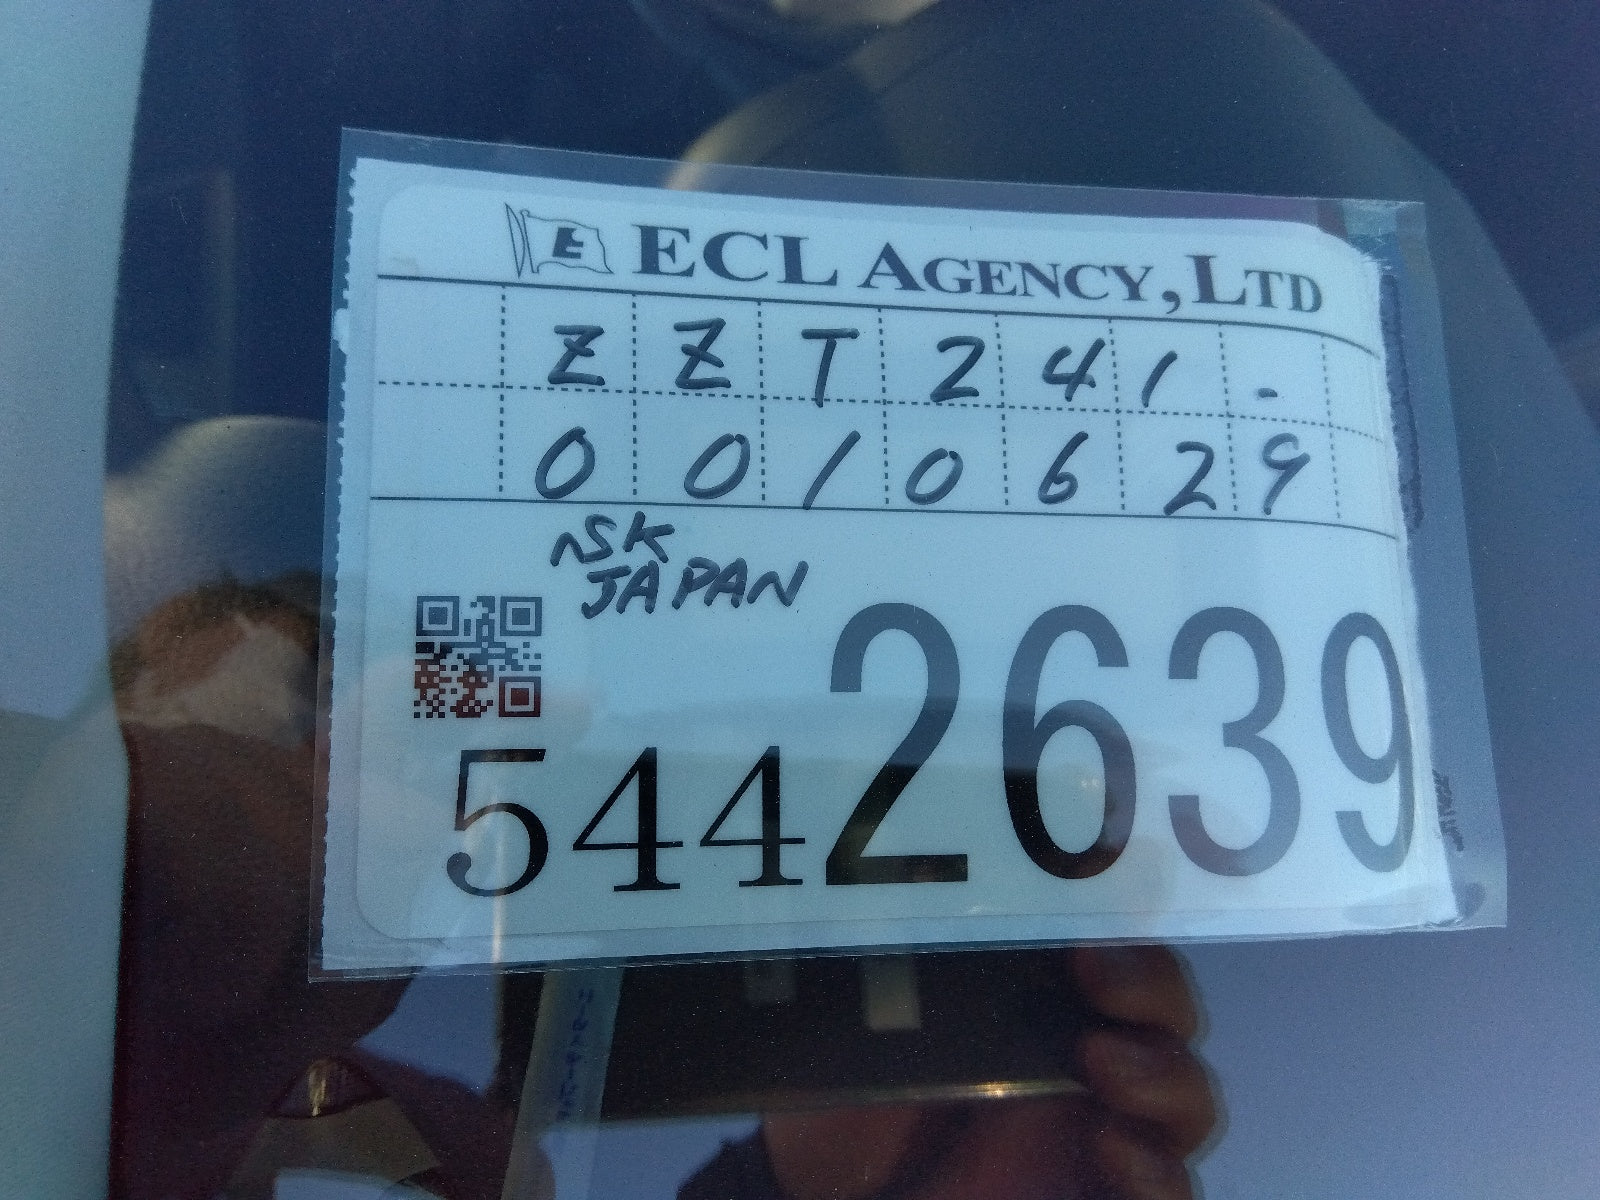 E ECL AGENCY, LTD
ZZT241-
0010629
SK
JAPAN
5442639